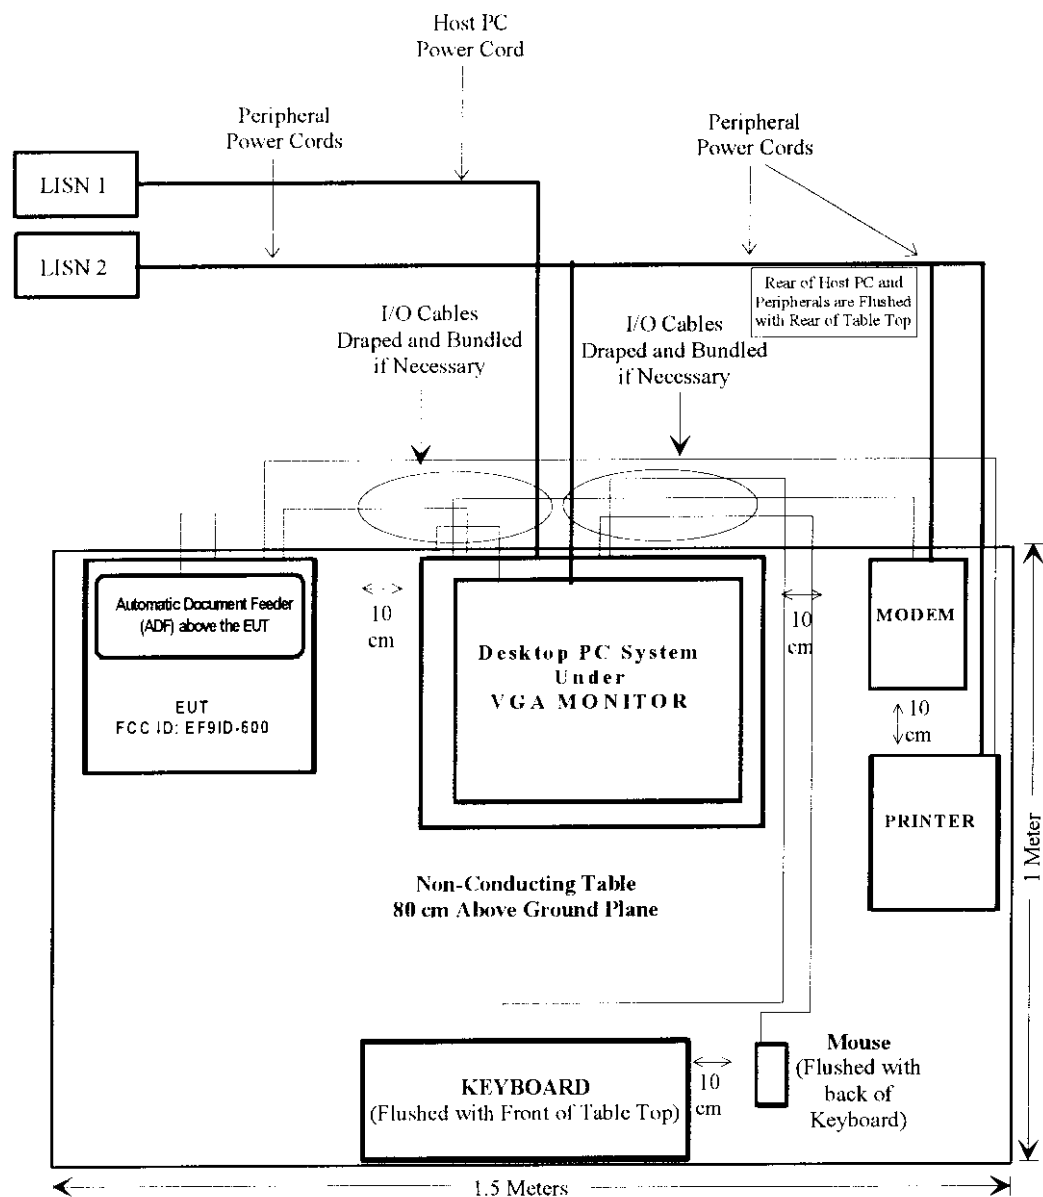 Host PC
Power Cord
Peripheral
Power Cords
Peripheral
Power Cords
LISN 1
LISN 2
Rear of Host PC and
Peripherals are Flushed
with Rear of Table Top
I/O Cables
Draped and Bundled
if Necessary
I/O Cables
Draped and Bundled
if Necessary
Automatic Document Feeder
(ADF) above the EUT
EUT
FCC ID: EF9ID-600
10
cm
Desktop PC System
Under
VGA MONITOR
10
cm
MODEM
10
cm
PRINTER
1 Meter
Non-Conducting Table
80 cm Above Ground Plane
KEYBOARD
(Flushed with Front of Table Top)
10
cm
Mouse
(Flushed with
back of
Keyboard)
1.5 Meters